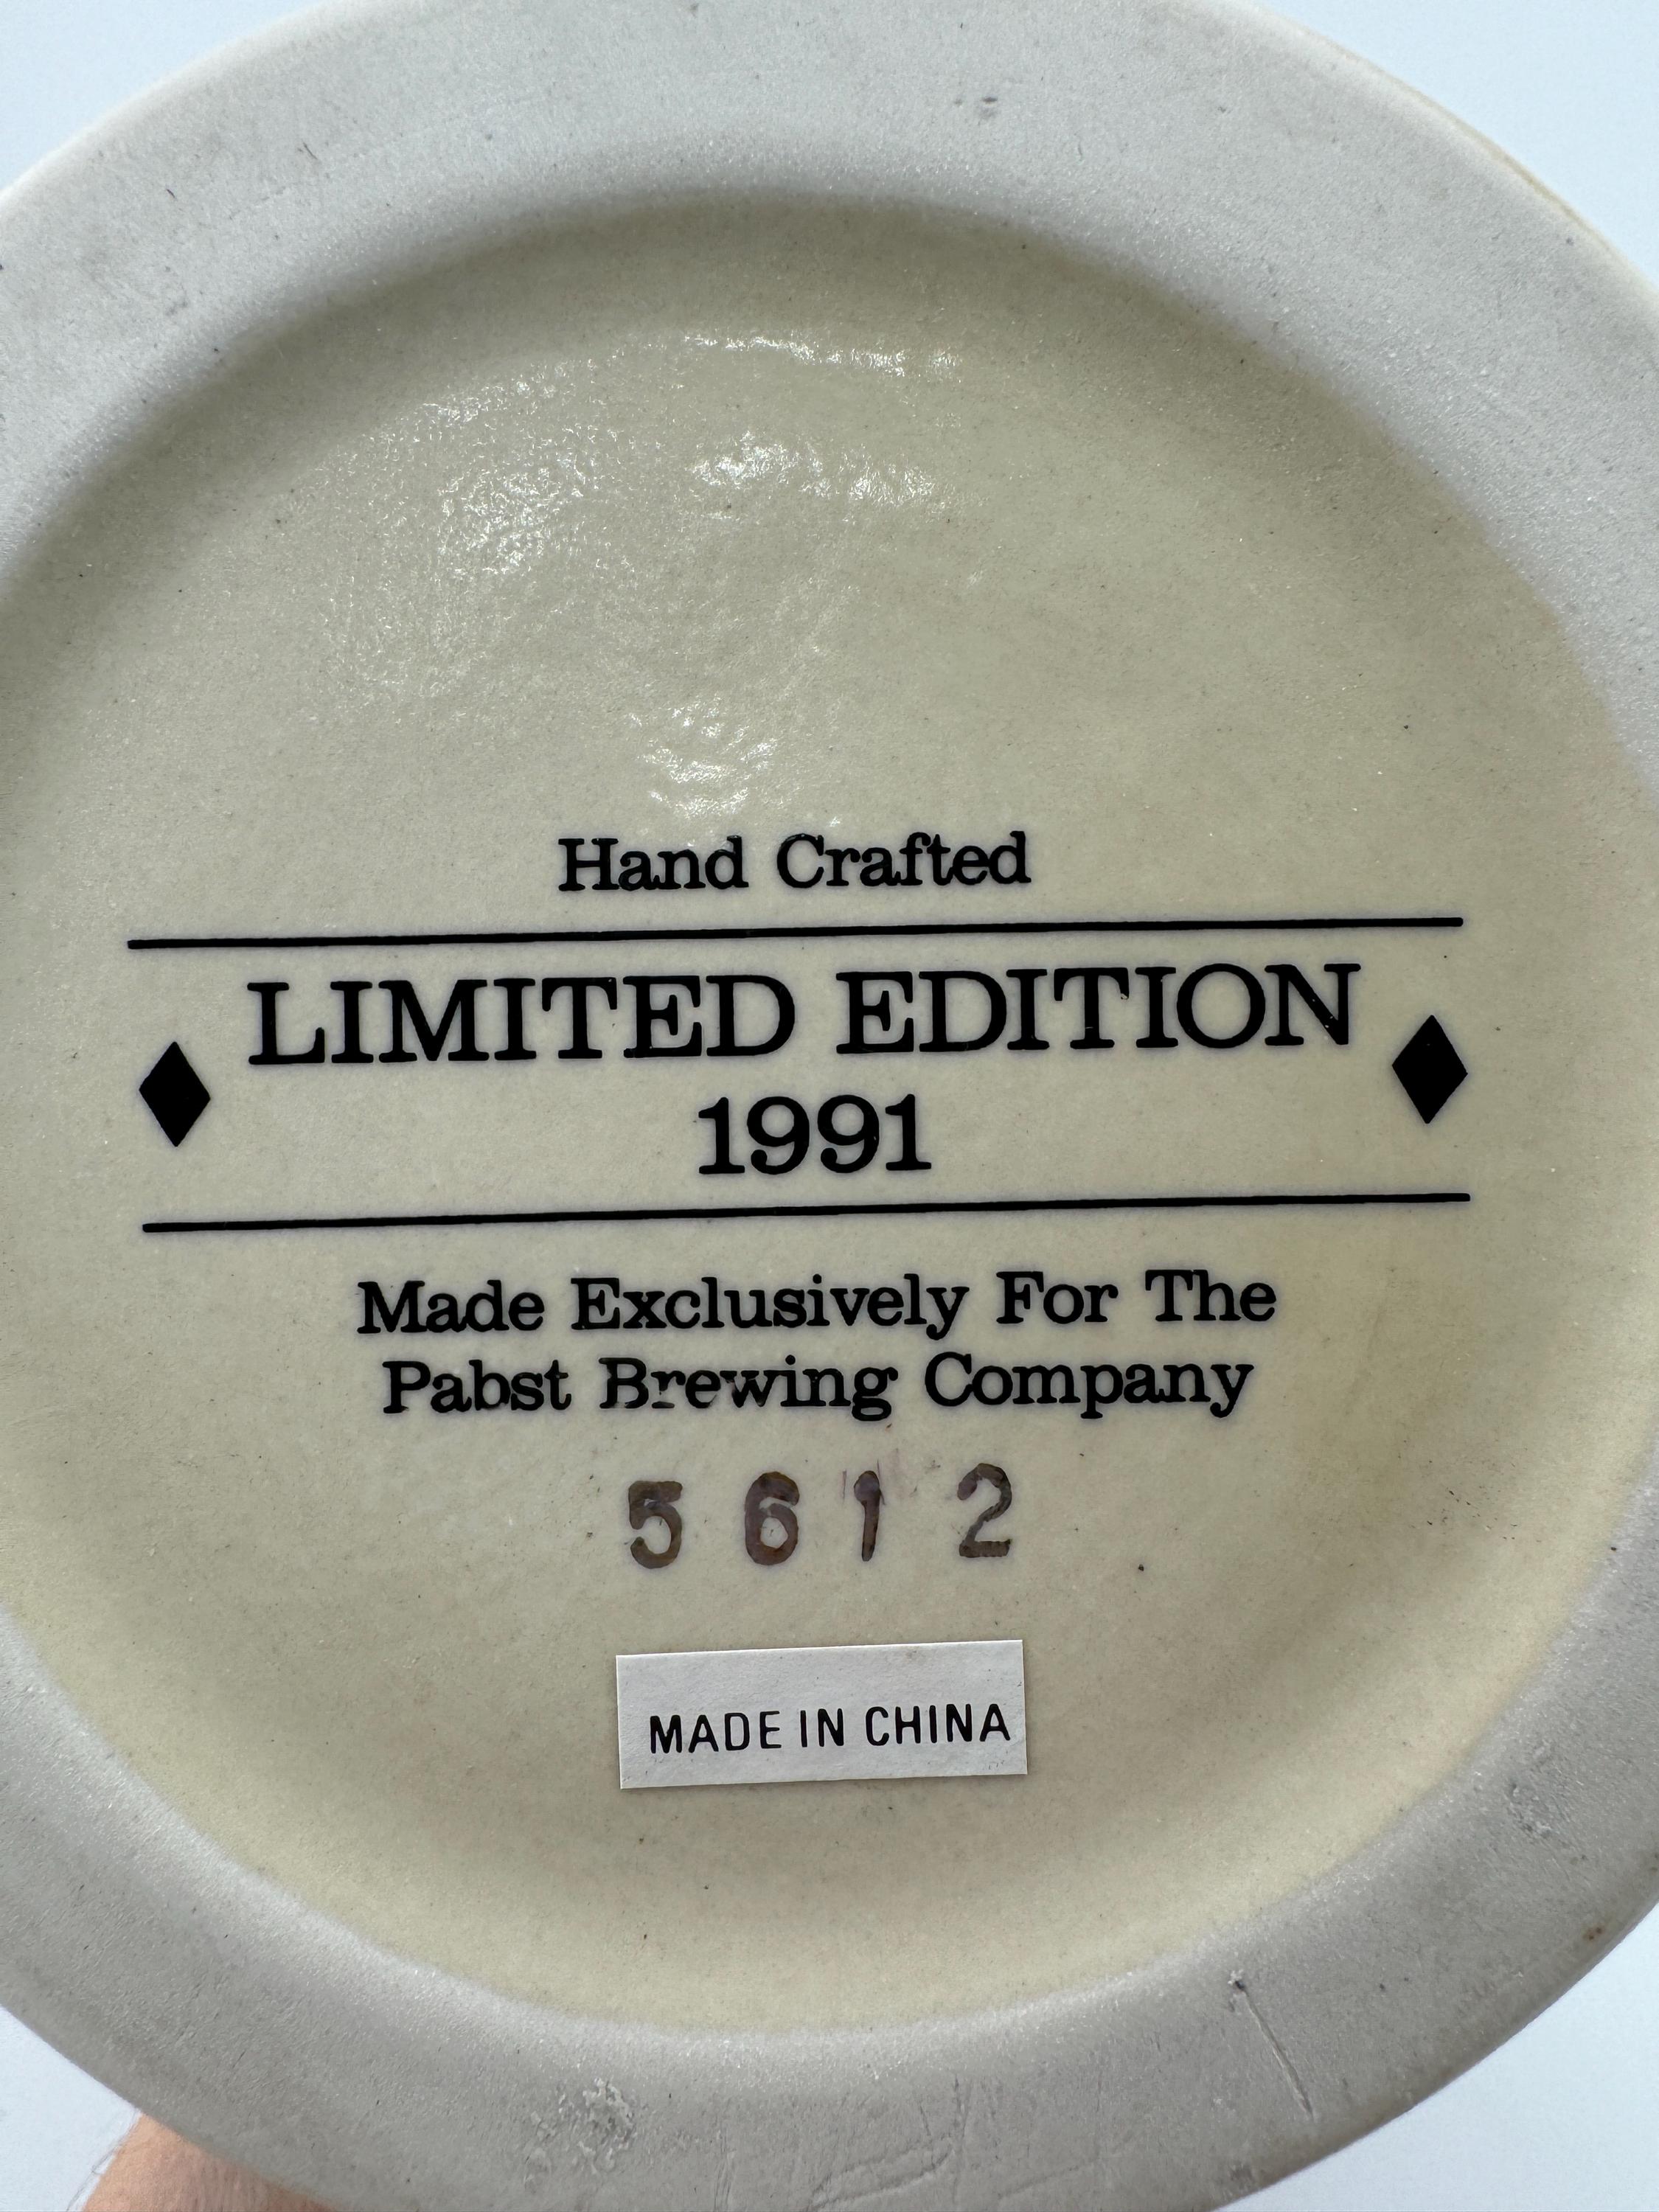 Hand Crafted
LIMITED EDITION
1991
Made Exclusively For The
Pabst Brewing Company
5612
MADE IN CHINA